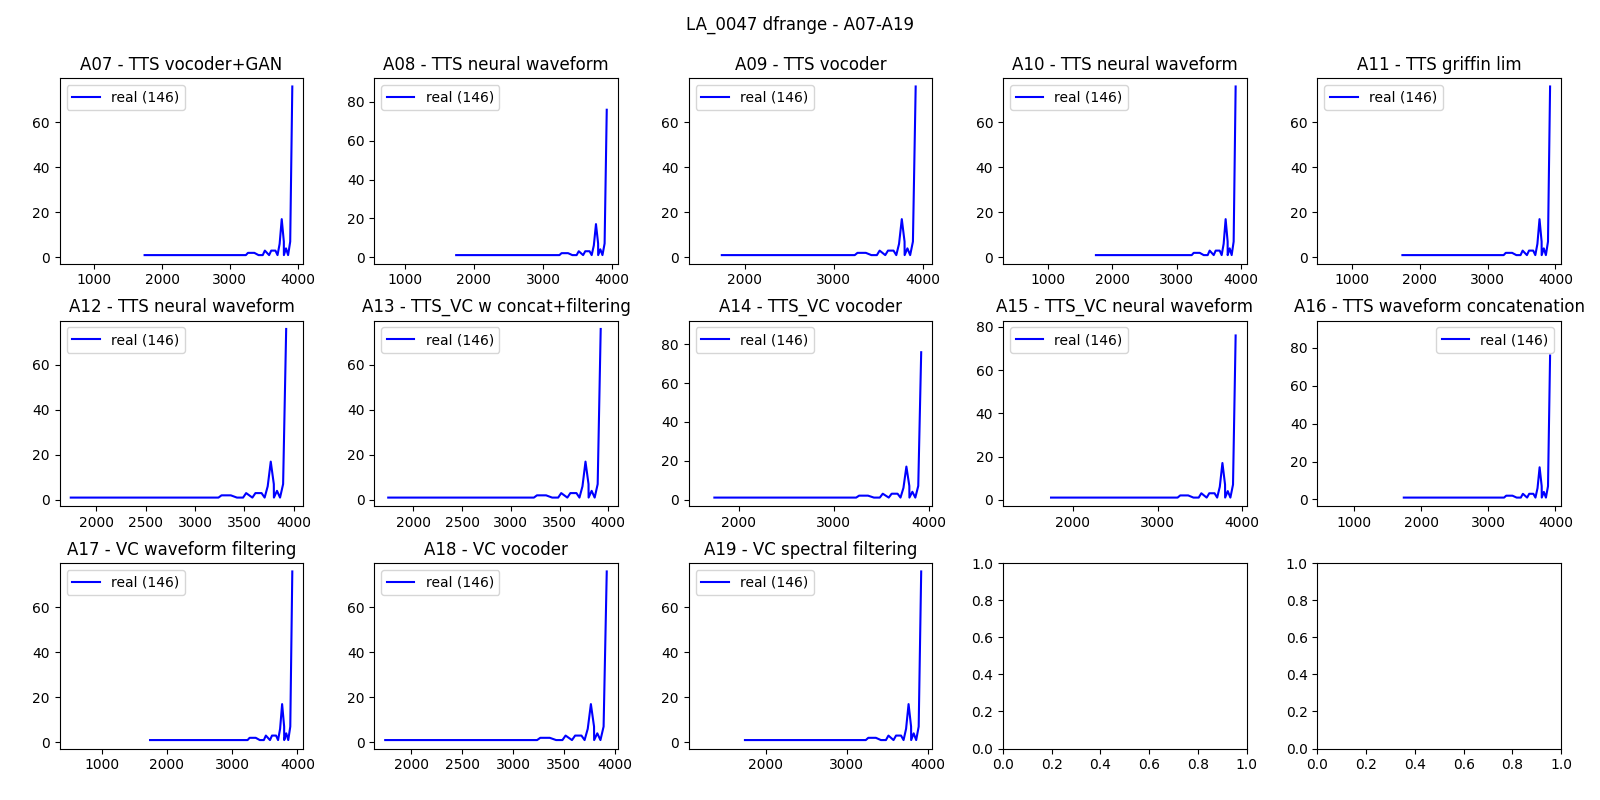 LA_0047 dfrange - A07-A19
A07 - TTS vocoder+GAN
A08 - TTS neural waveform
A09 - TTS vocoder
A10 - TTS neural waveform
A11 - TTS griffin lim
real (146)
real (146)
real (146)
real (146)
real (146)
60
40
20
0
1000 2000 3000 4000
80
60
40
20
0
1000 2000 3000 4000
60
40
20
0
2000 3000 4000
60
40
20
0
1000 2000 3000 4000
60
40
20
0
1000 2000 3000 4000
A12 - TTS neural waveform
A13 - TTS_VC w concat+filtering
A14 - TTS_VC vocoder
A15 - TTS_VC neural waveform
A16 - TTS waveform concatenation
real (146)
real (146)
real (146)
real (146)
real (146)
60
40
20
0
2000 2500 3000 3500 4000
60
40
20
0
2000 2500 3000 3500 4000
80
60
40
20
0
2000 3000 4000
80
60
40
20
0
2000 3000 4000
80
60
40
20
0
1000 2000 3000 4000
A17 - VC waveform filtering
A18 - VC vocoder
A19 - VC spectral filtering
real (146)
real (146)
real (146)
60
40
20
0
1000 2000 3000 4000
60
40
20
0
2000 2500 3000 3500 4000
60
40
20
0
2000 3000 4000
1.0
0.8
0.6
0.4
0.2
0.0
0.0 0.2 0.4 0.6 0.8 1.0
1.0
0.8
0.6
0.4
0.2
0.0
0.0 0.2 0.4 0.6 0.8 1.0